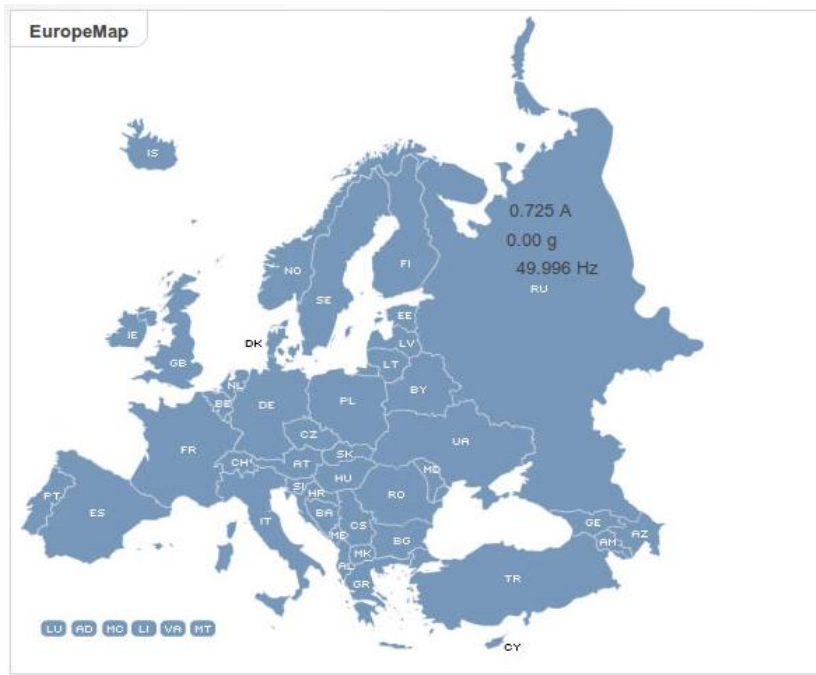 EuropeMap
IS
0.725 A
0.00 g
49.996 Hz
RU
NO
FI
SE
EE
IE
DK
LV
GB
LT
NL
BY
BE
DE
PL
CZ
UA
FR
SK
CH
AT
MD
HU
SI
HR
RO
PT
ES
BA
IT
CS
GE
AZ
ME
BG
AM
MK
AL
TR
GR
LU AD MC LI VA MT
CY